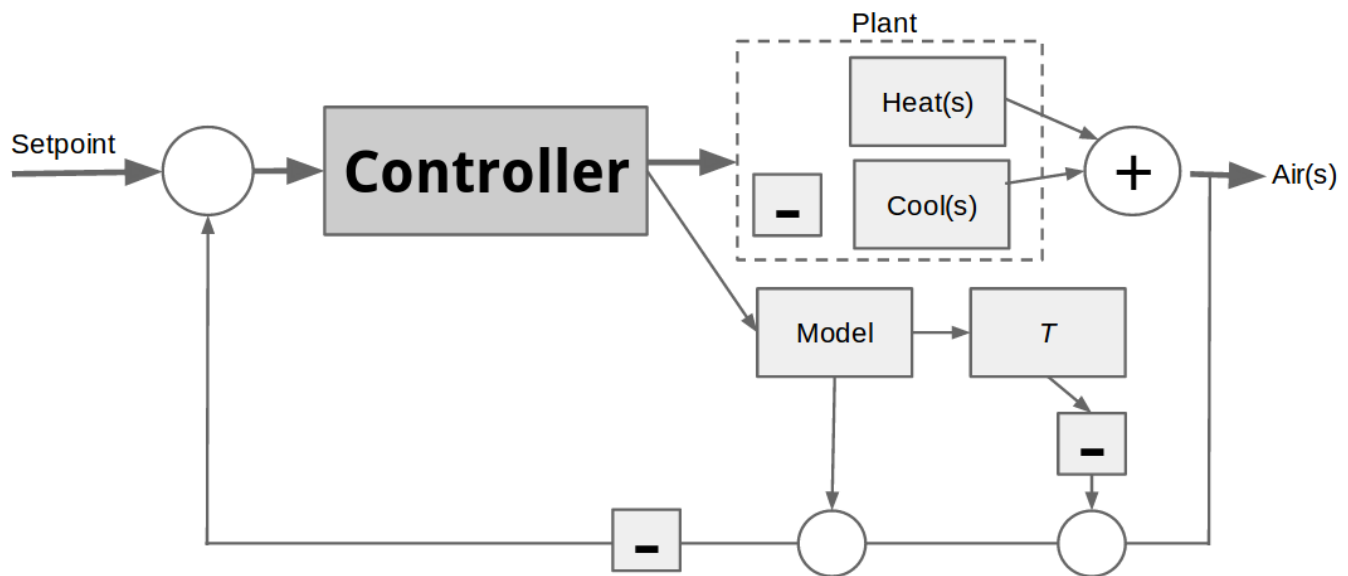 Plant
Heat(s)
Setpoint
Controller
+
Air(s)
-
Cool(s)
Model
T
-
-